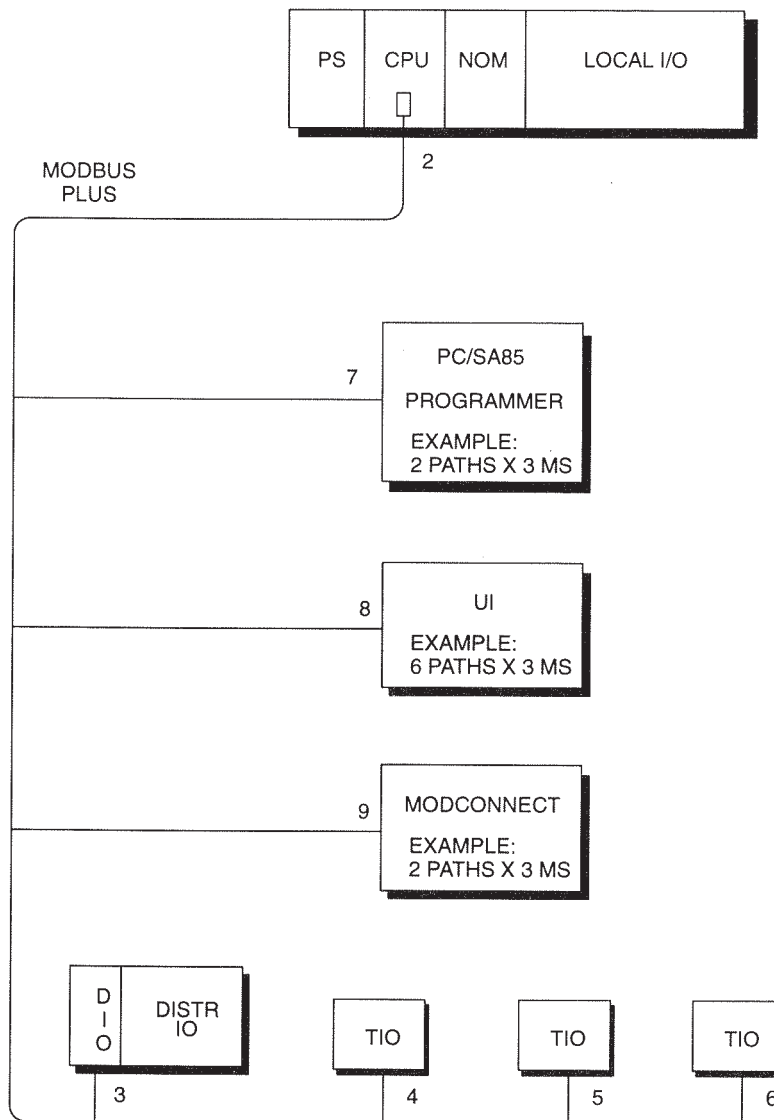 PS CPU NOM LOCAL I/O
2
MODBUS
PLUS
7
PC/SA85
PROGRAMMER
EXAMPLE:
2 PATHS X 3 MS
8
UI
EXAMPLE:
6 PATHS X 3 MS
9
MODCONNECT
EXAMPLE:
2 PATHS X 3 MS
D
I
O
DISTR
IO
TIO
TIO
TIO
3
4
5
6